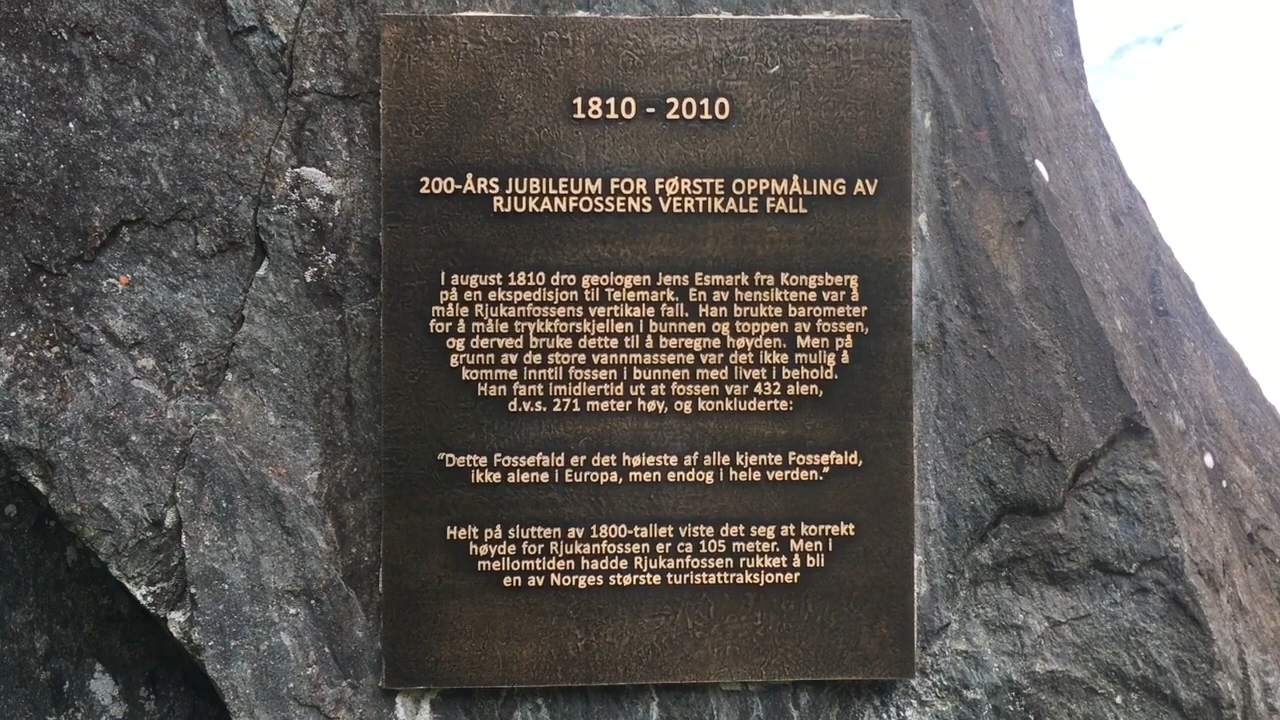 1810 - 2010
200-ÅRS JUBILEUM FOR FØRSTE OPPMÅLING AV
RJUKANFOSSENS VERTIKALE FALL
I august 1810 dro geologen Jens Esmark fra Kongsberg
på en ekspedisjon til Telemark. En av hensiktene var å
måle Rjukanfossens vertikale fall. Han brukte barometer
for å måle trykkforskjellen i bunnen og toppen av fossen,
og derved bruke dette til å beregne høyden. Men på
grunn av de store vannmassene var det ikke mulig å
komme inntil fossen i bunnen med livet i behold.
Han fant imidlertid ut at fossen var 432 alen,
d.v.s. 271 meter høy, og konkluderte:
“Dette Fossefald er det høieste af alle kjente Fossefald,
ikke alene i Europa, men endog i hele verden.”
Helt på slutten av 1800-tallet viste det seg at korrekt
høyde for Rjukanfossen er ca 105 meter. Men i
mellomtiden hadde Rjukanfossen rukket å bli
en av Norges største turistattraksjoner